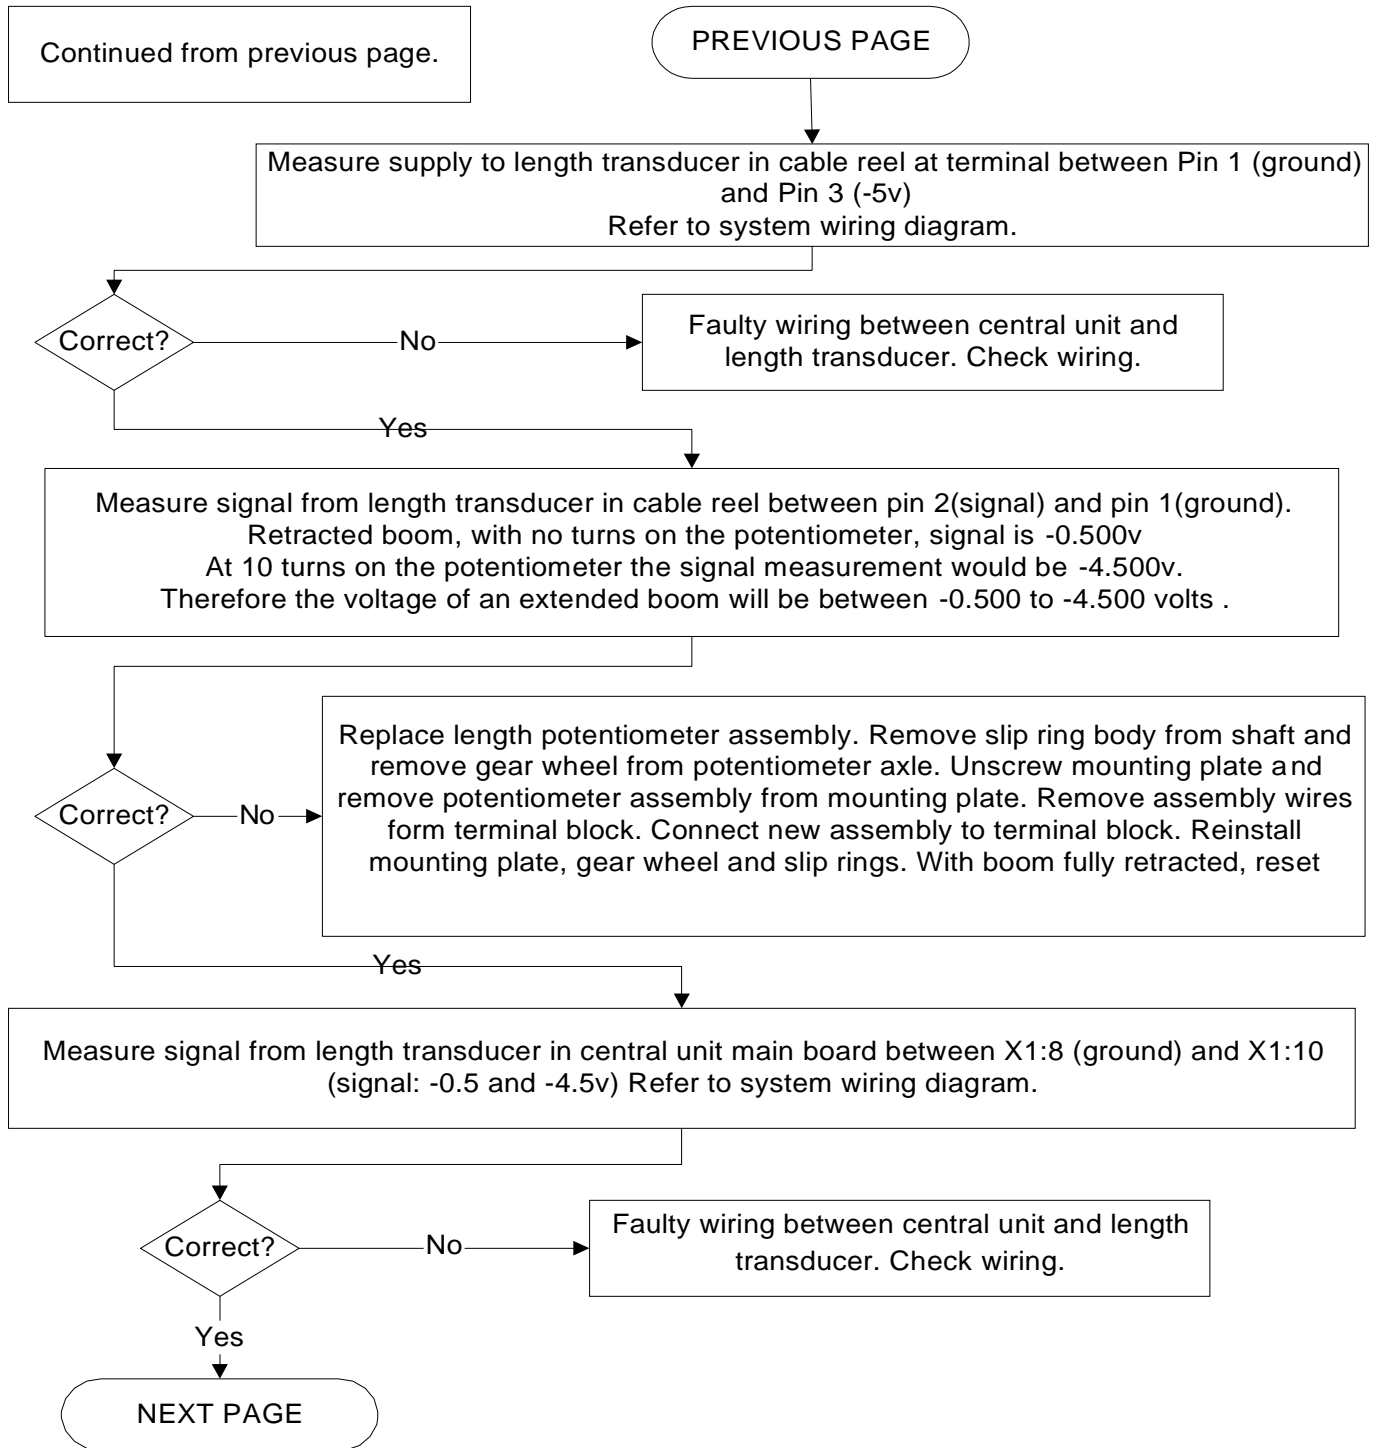 Continued from previous page.
PREVIOUS PAGE
Measure supply to length transducer in cable reel at terminal between Pin 1 (ground)
and Pin 3 (-5v)
Refer to system wiring diagram.
Correct?
No
Faulty wiring between central unit and
length transducer. Check wiring.
Yes
Measure signal from length transducer in cable reel between pin 2(signal) and pin 1(ground).
Retracted boom, with no turns on the potentiometer, signal is -0.500v
At 10 turns on the potentiometer the signal measurement would be -4.500v.
Therefore the voltage of an extended boom will be between -0.500 to -4.500 volts .
Correct?
No
Replace length potentiometer assembly. Remove slip ring body from shaft and
remove gear wheel from potentiometer axle. Unscrew mounting plate and
remove potentiometer assembly from mounting plate. Remove assembly wires
form terminal block. Connect new assembly to terminal block. Reinstall
mounting plate, gear wheel and slip rings. With boom fully retracted, reset
Yes
Measure signal from length transducer in central unit main board between X1:8 (ground) and X1:10
(signal: -0.5 and -4.5v) Refer to system wiring diagram.
Correct?
No
Faulty wiring between central unit and length
transducer. Check wiring.
Yes
NEXT PAGE